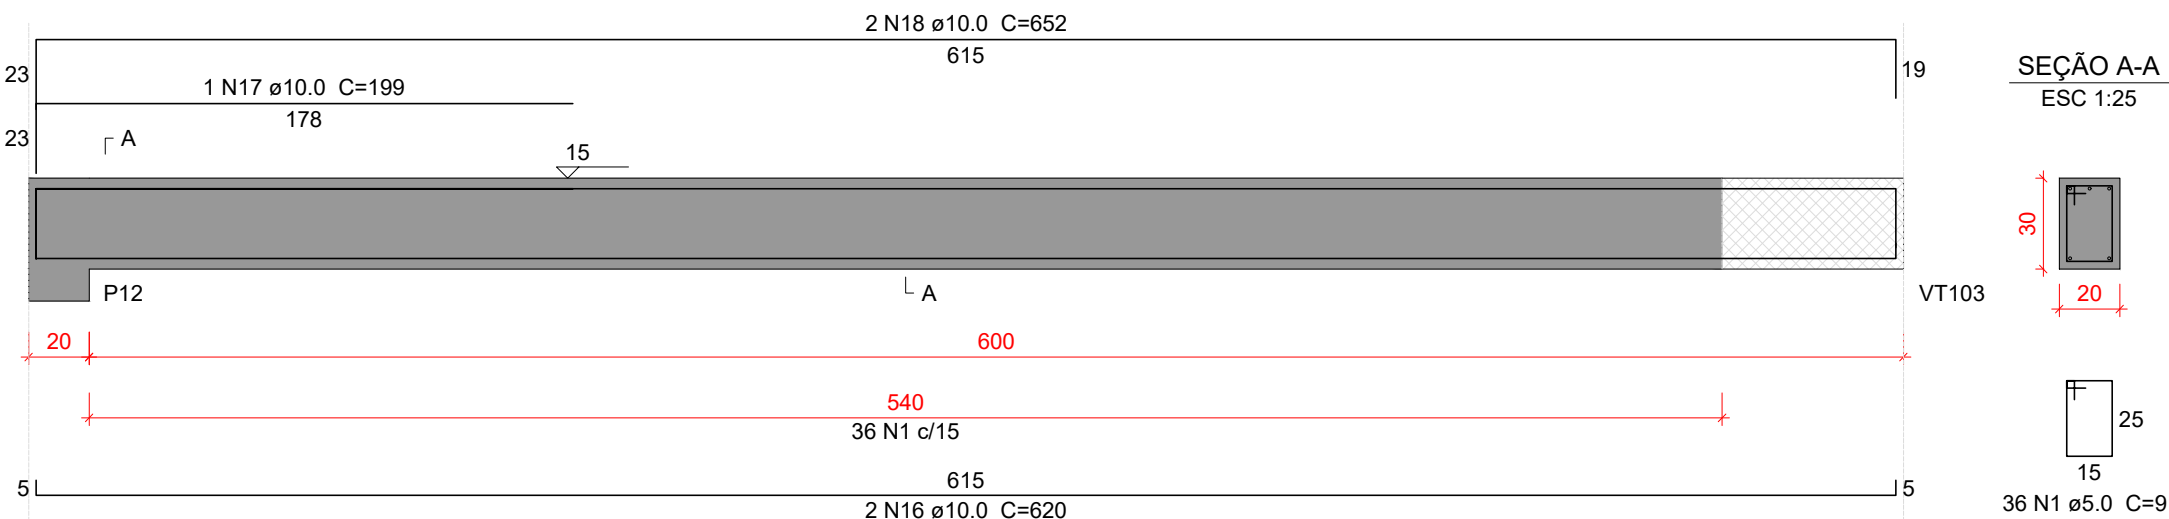 2 N18 ø10.0 C=652
615
23
19
1 N17 ø10.0 C=199
178
23
A
15
SEÇÃO A-A
ESC 1:25
30
20
P12
A
VT103
20
600
540
36 N1 c/15
25
15
36 N1 ø5.0 C=9
615
5
5
2 N16 ø10.0 C=620